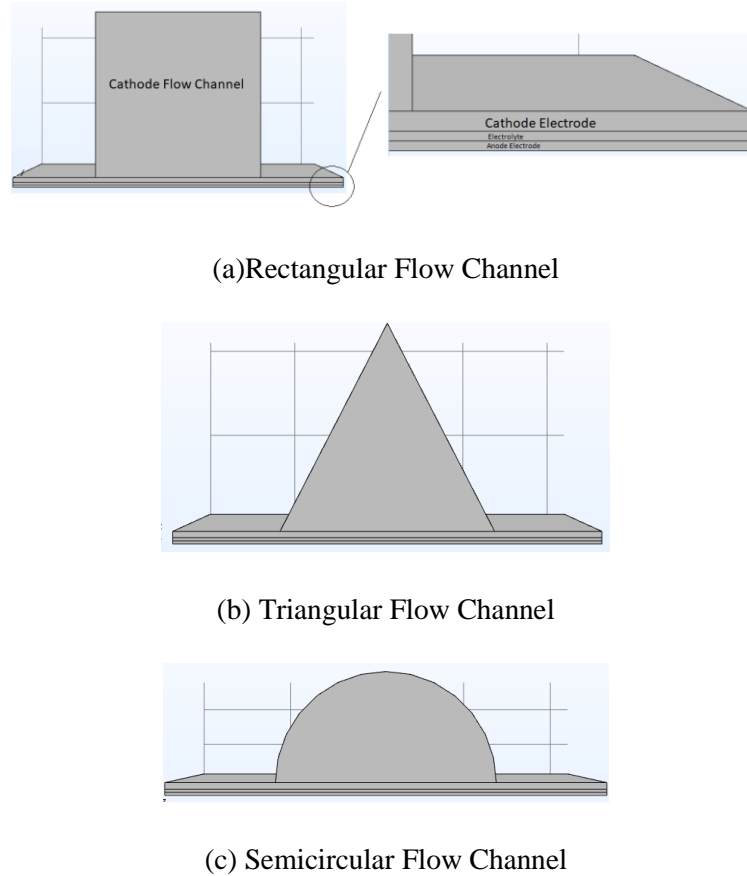 Cathode Flow Channel
Cathode Electrode
Electrolyte
Anode Electrode
(a)Rectangular Flow Channel
(b) Triangular Flow Channel
(c) Semicircular Flow Channel